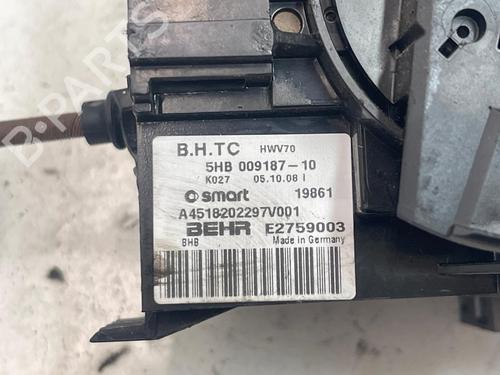 B.H.TC HWV70
5HB 009187-10
K027 05.10.08 I
smart 19861
A4518202297V001
BEHR E2759003
BHB Made in Germany
B-PARTS